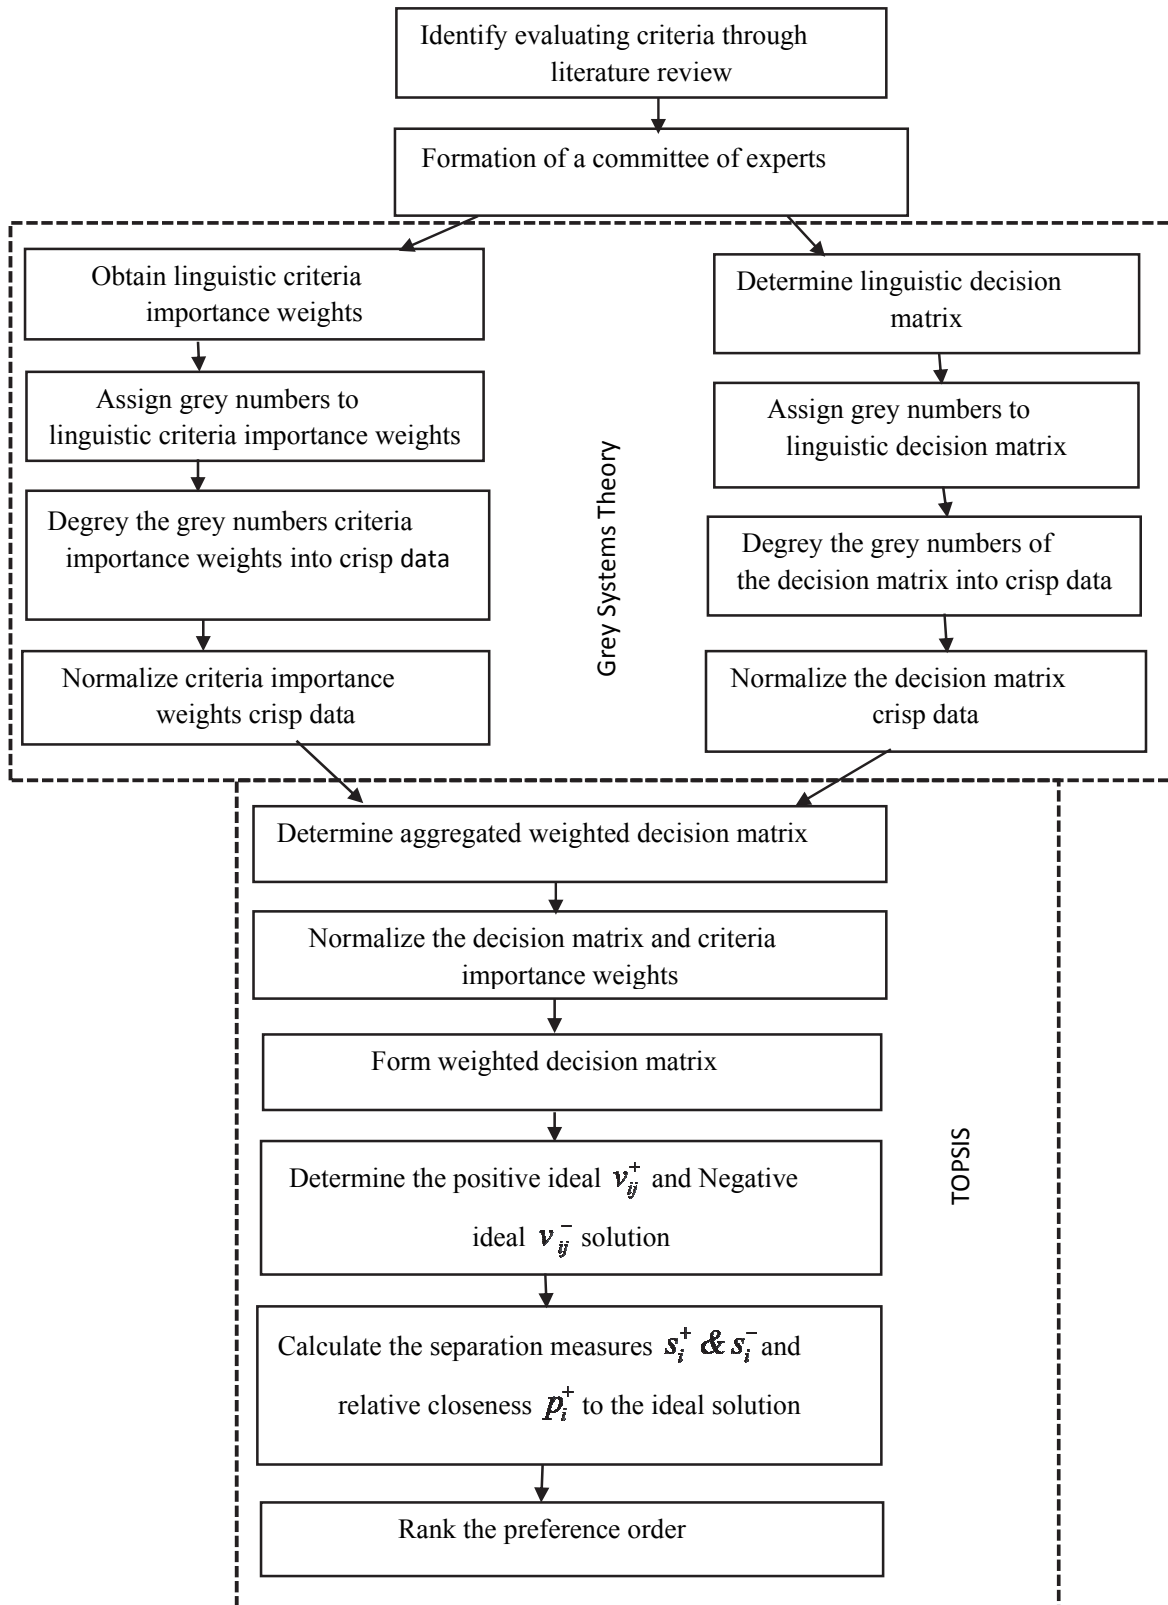 Identify evaluating criteria through
literature review
Formation of a committee of experts
Obtain linguistic criteria
importance weights
Assign grey numbers to
linguistic criteria importance weights
Degrey the grey numbers criteria
importance weights into crisp data
Normalize criteria importance
weights crisp data
Grey Systems Theory
Determine linguistic decision
matrix
Assign grey numbers to
linguistic decision matrix
Degrey the grey numbers of
the decision matrix into crisp data
Normalize the decision matrix
crisp data
Determine aggregated weighted decision matrix
Normalize the decision matrix and criteria
importance weights
Form weighted decision matrix
Determine the positive ideal $v_{ij}^{+}$ and Negative
ideal $v_{ij}^{-}$ solution
Calculate the separation measures $s_i^{+}$ & $s_i^{-}$ and
relative closeness $p_i^{+}$ to the ideal solution
Rank the preference order
TOPSIS